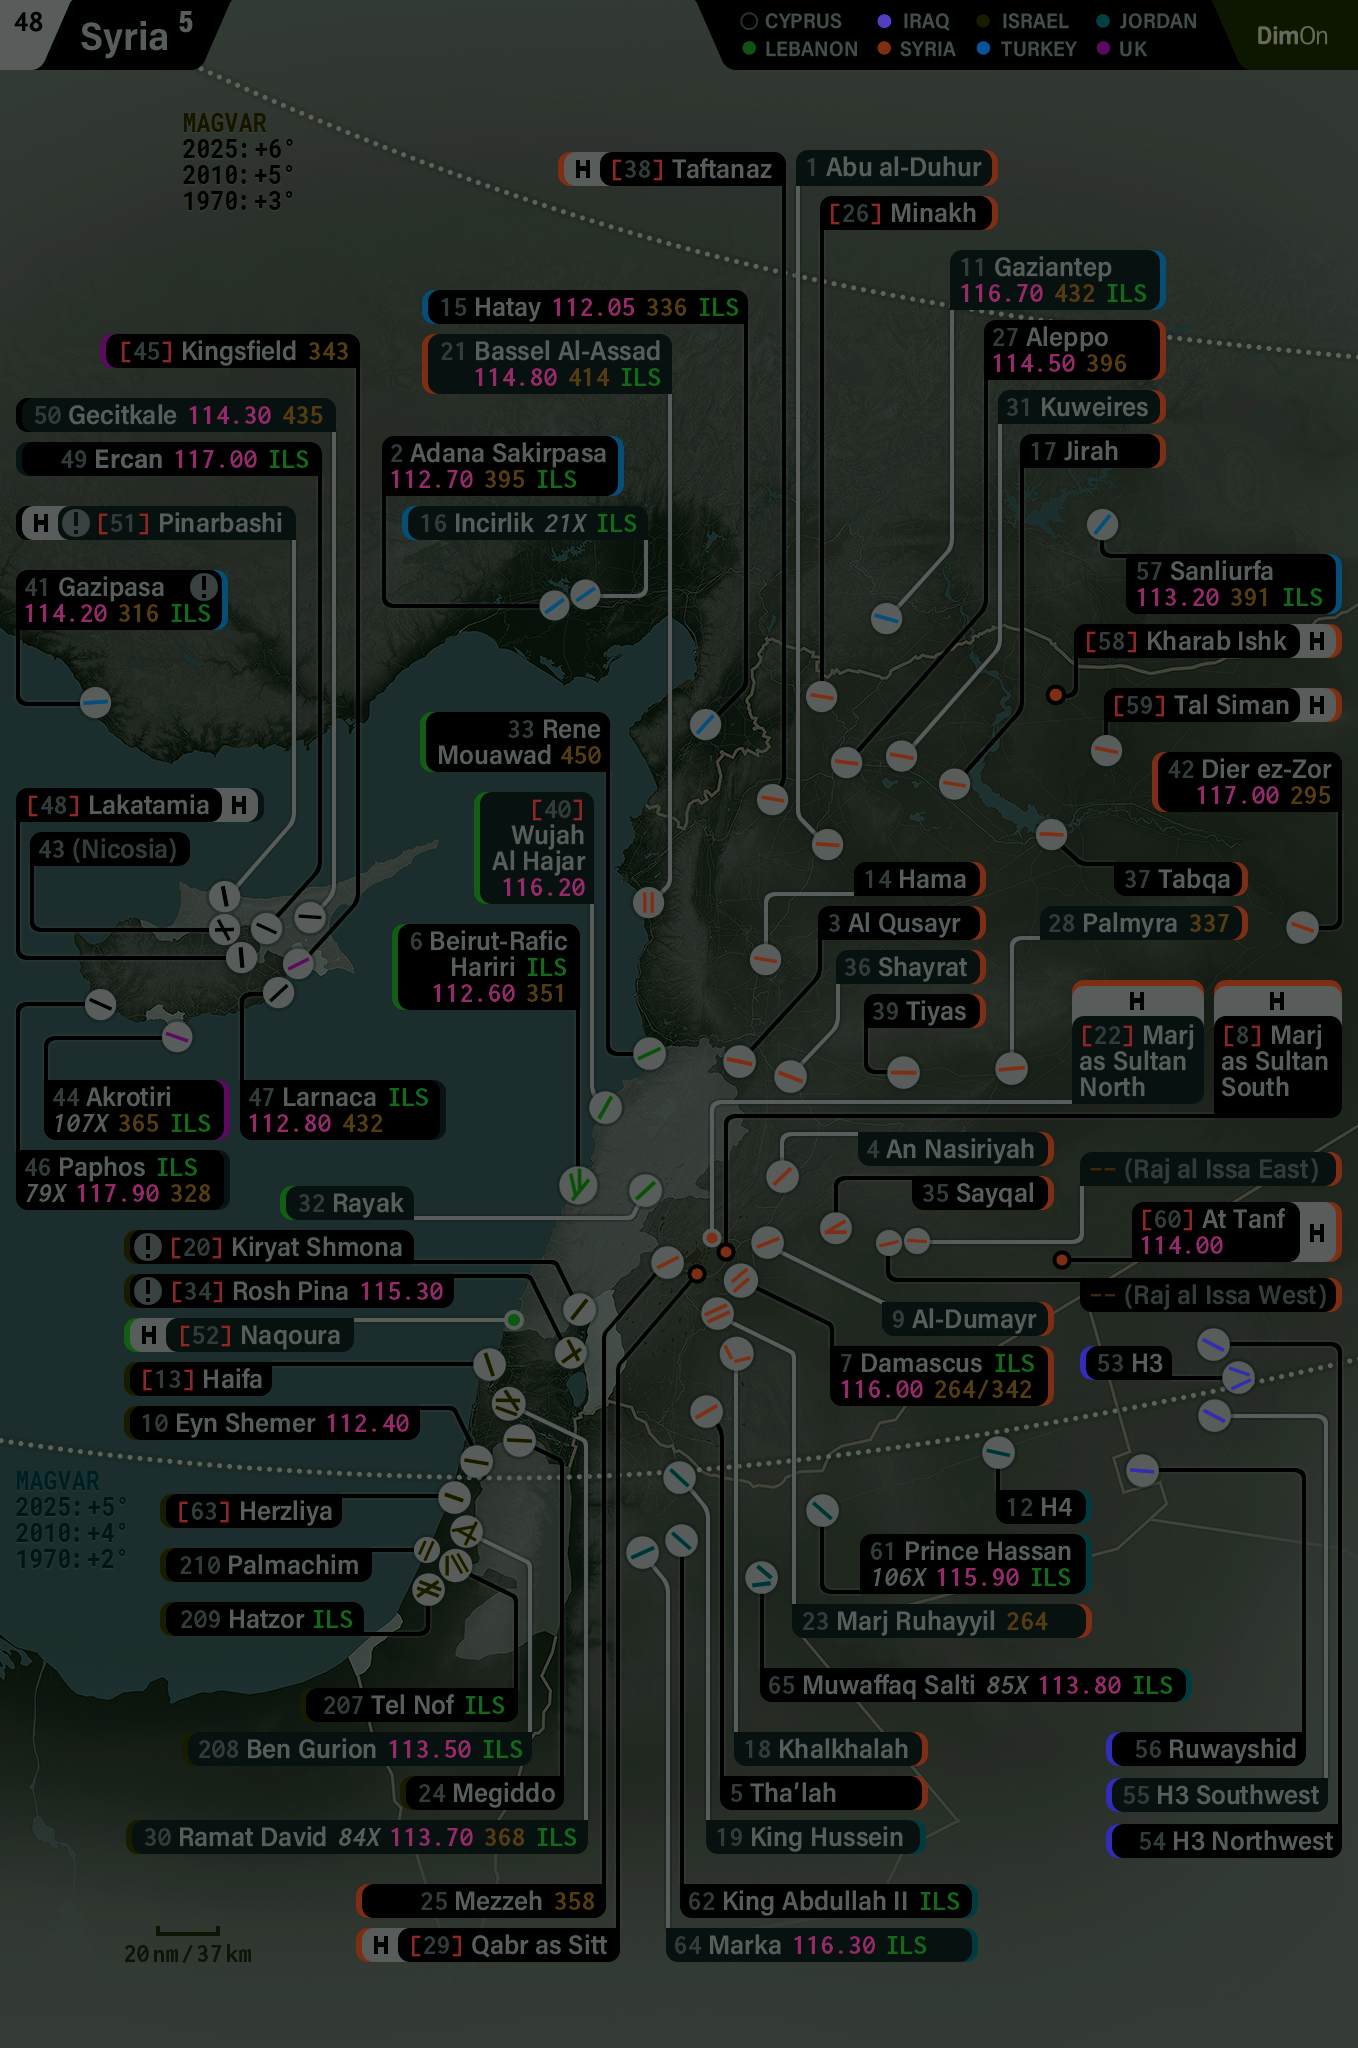 48
Syria 5
CYPRUS IRAQ ISRAEL JORDAN
LEBANON SYRIA TURKEY UK
DimOn
MAGVAR
2025: +6°
2010: +5°
1970: +3°
H [38] Taftanaz
1 Abu al-Duhur
[26] Minakh
11 Gaziantep
116.70 432 ILS
15 Hatay 112.05 336 ILS
27 Aleppo
114.50 396
[45] Kingsfield 343
21 Bassel Al-Assad
114.80 414 ILS
31 Kuweires
50 Gecitkale 114.30 435
17 Jirah
49 Ercan 117.00 ILS
2 Adana Sakirpasa
112.70 395 ILS
H ! [51] Pinarbashi
16 Incirlik 21X ILS
57 Sanliurfa
113.20 391 ILS
41 Gazipasa !
114.20 316 ILS
[58] Kharab Ishk H
[59] Tal Siman H
33 Rene
Mouawad 450
42 Dier ez-Zor
117.00 295
[48] Lakatamia H
[40]
Wujah
Al Hajar
116.20
43 (Nicosia)
14 Hama
37 Tabqa
3 Al Qusayr
28 Palmyra 337
6 Beirut-Rafic
Hariri ILS
112.60 351
36 Shayrat
39 Tiyas
H
[22] Marj
as Sultan
North
H
[8] Marj
as Sultan
South
44 Akrotiri
107X 365 ILS
47 Larnaca ILS
112.80 432
46 Paphos ILS
79X 117.90 328
4 An Nasiriyah
-- (Raj al Issa East)
35 Sayqal
32 Rayak
[60] At Tanf H
114.00
! [20] Kiryat Shmona
! [34] Rosh Pina 115.30
-- (Raj al Issa West)
9 Al-Dumayr
H [52] Naqoura
7 Damascus ILS
116.00 264/342
53 H3
[13] Haifa
10 Eyn Shemer 112.40
MAGVAR
2025: +5°
2010: +4°
1970: +2°
[63] Herzliya
12 H4
61 Prince Hassan
106X 115.90 ILS
210 Palmachim
209 Hatzor ILS
23 Marj Ruhayyil 264
65 Muwaffaq Salti 85X 113.80 ILS
207 Tel Nof ILS
208 Ben Gurion 113.50 ILS
18 Khalkhalah
56 Ruwayshid
24 Megiddo
5 Tha'lah
55 H3 Southwest
30 Ramat David 84X 113.70 368 ILS
19 King Hussein
54 H3 Northwest
25 Mezzeh 358
62 King Abdullah II ILS
H [29] Qabr as Sitt
64 Marka 116.30 ILS
20 nm / 37 km